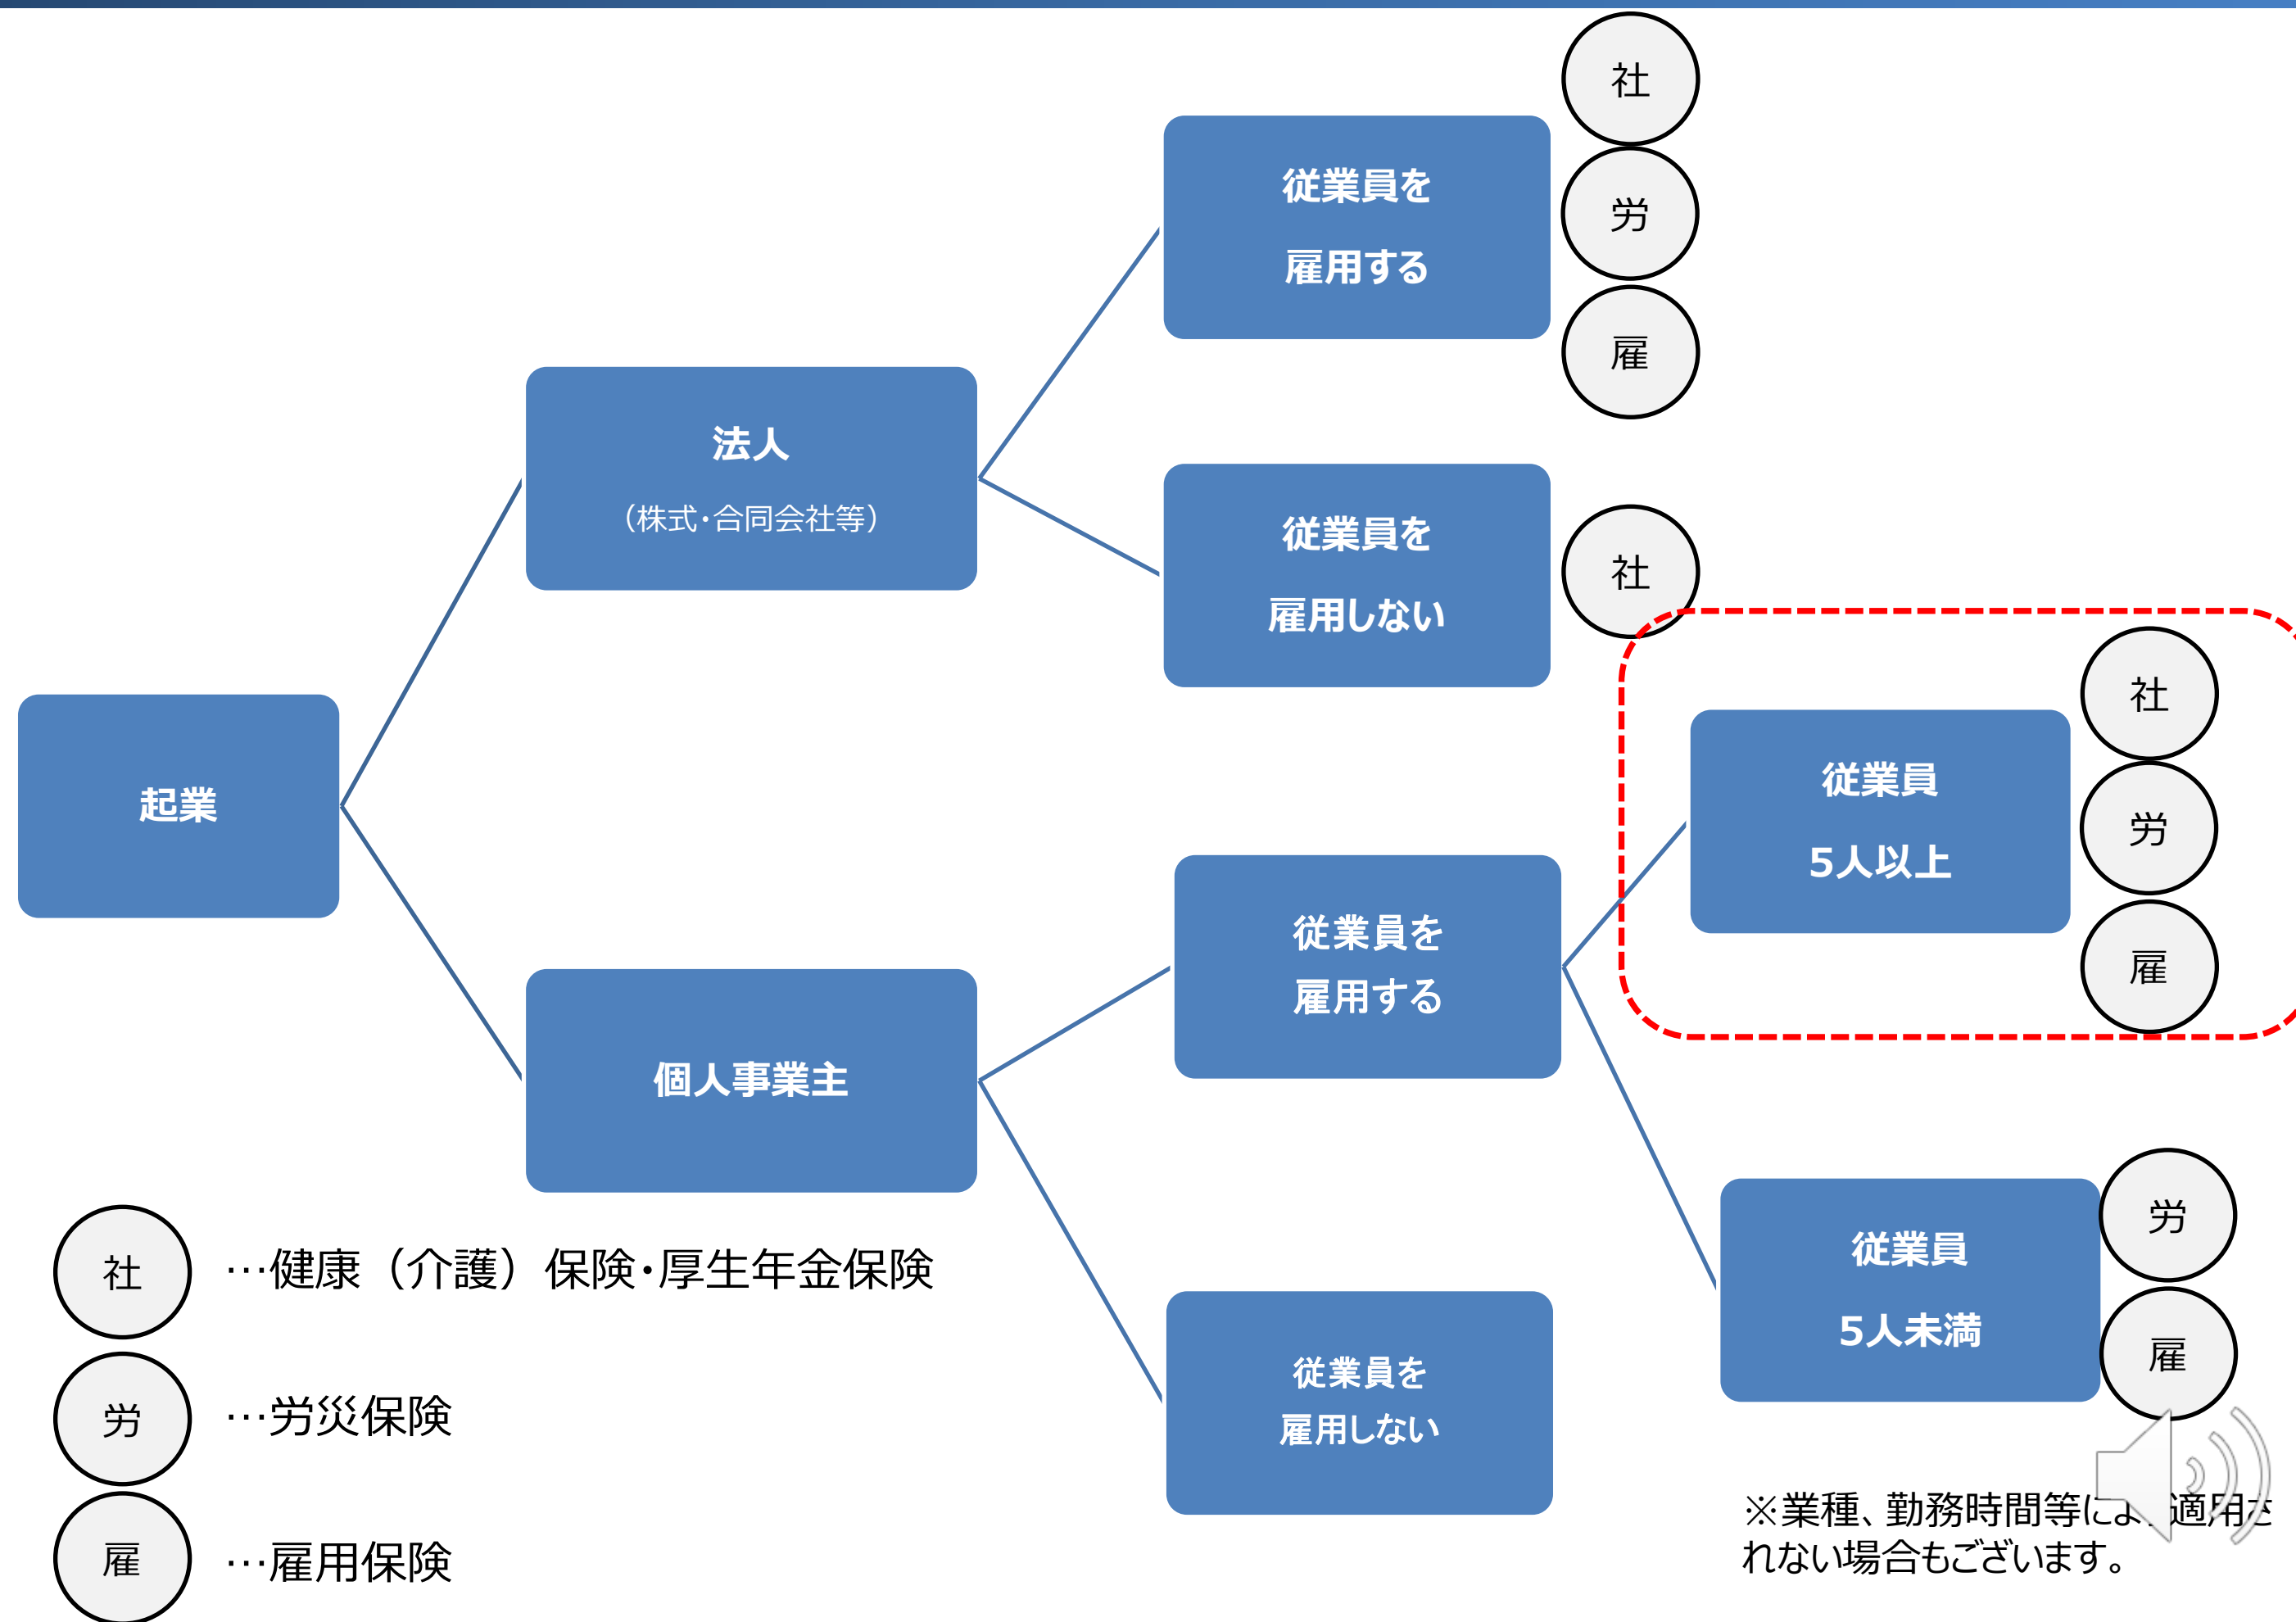 社
従業員を
労
雇用する
雇
法人
（株式・合同会社等）
従業員を
社
雇用しない
社
従業員
起業
労
5人以上
従業員を
雇
雇用する
個人事業主
労
従業員
社
…健康（介護）保険・厚生年金保険
5人未満
雇
従業員を
労
…労災保険
雇用しない
※業種、勤務時間等により適用さ
れない場合もございます。
雇
…雇用保険